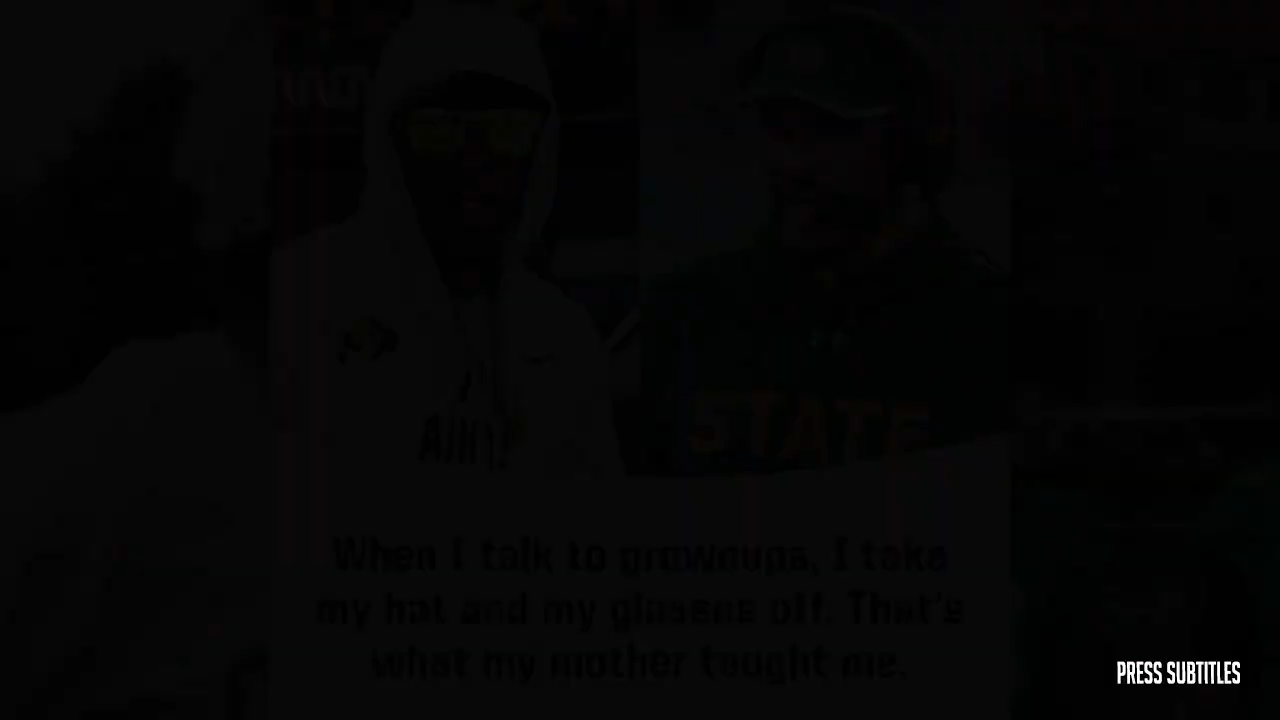 STATE
When I talk to grownups, I take
my hat and my glasses off. That's
what my mother taught me.
PRESS SUBTITLES